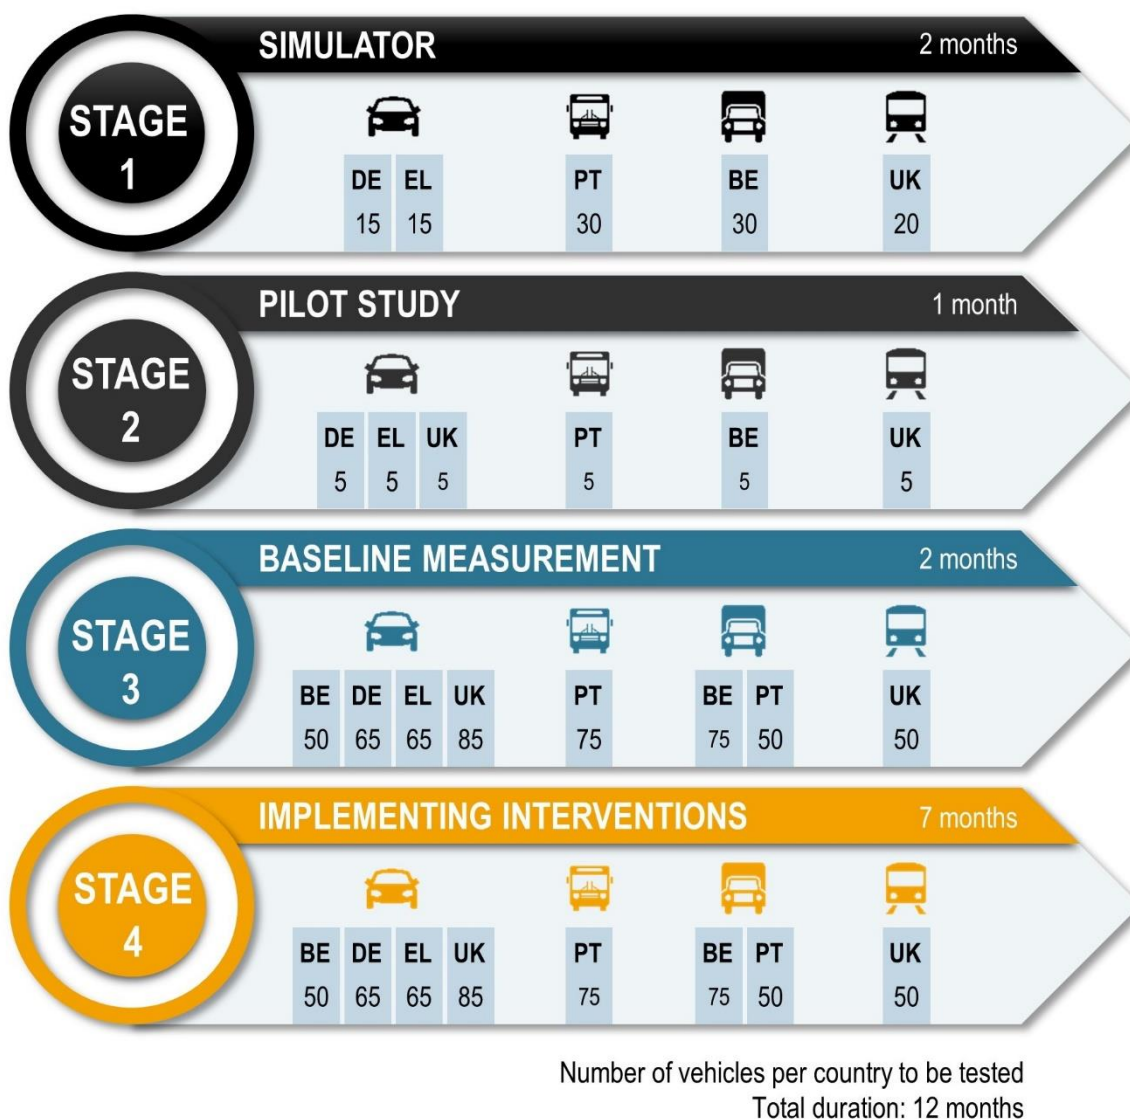 SIMULATOR 2 months
STAGE
1
DE EL PT BE UK
15 15 30 30 20
PILOT STUDY 1 month
STAGE
2
DE EL UK PT BE UK
5 5 5 5 5 5
BASELINE MEASUREMENT 2 months
STAGE
3
BE DE EL UK PT BE PT UK
50 65 65 85 75 75 50 50
IMPLEMENTING INTERVENTIONS 7 months
STAGE
4
BE DE EL UK PT BE PT UK
50 65 65 85 75 75 50 50
Number of vehicles per country to be tested
Total duration: 12 months